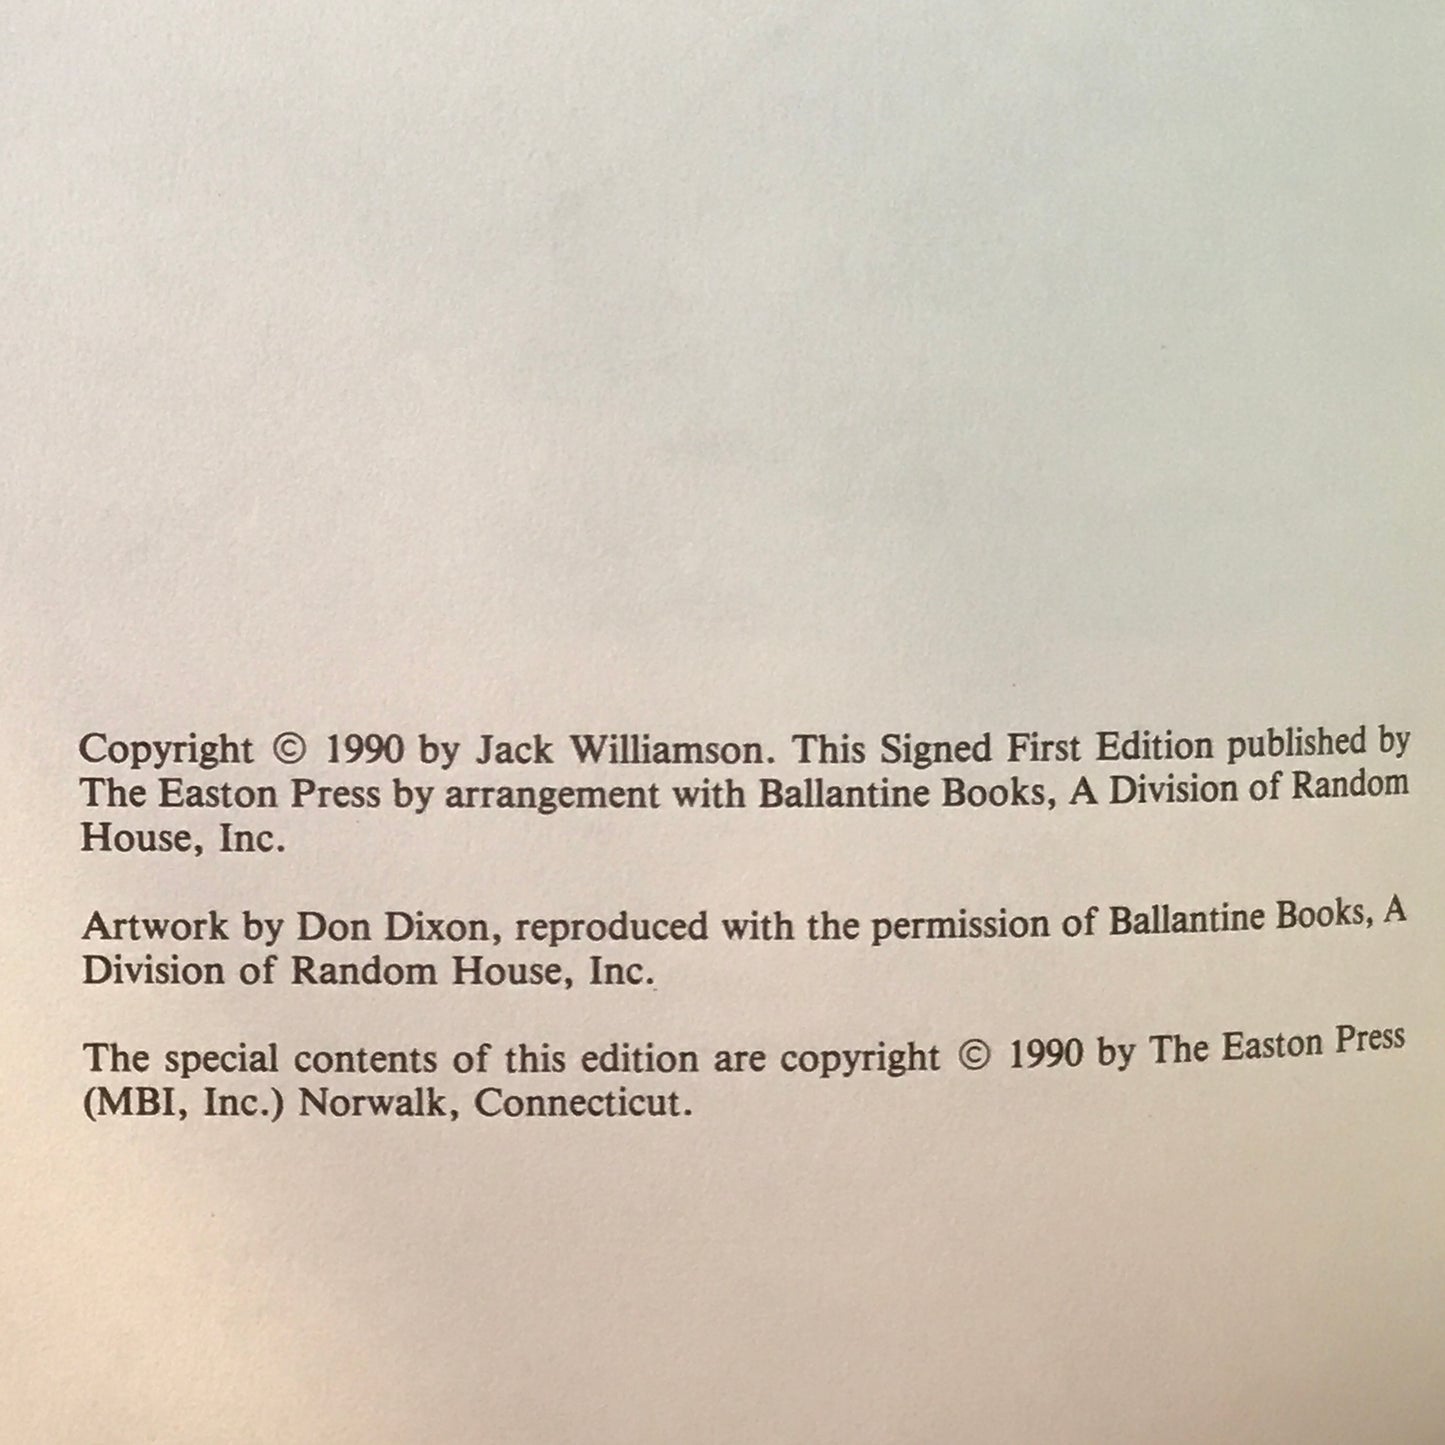 Copyright © 1990 by Jack Williamson. This Signed First Edition published by
The Easton Press by arrangement with Ballantine Books, A Division of Random
House, Inc.
Artwork by Don Dixon, reproduced with the permission of Ballantine Books, A
Division of Random House, Inc.
The special contents of this edition are copyright © 1990 by The Easton Press
(MBI, Inc.) Norwalk, Connecticut.